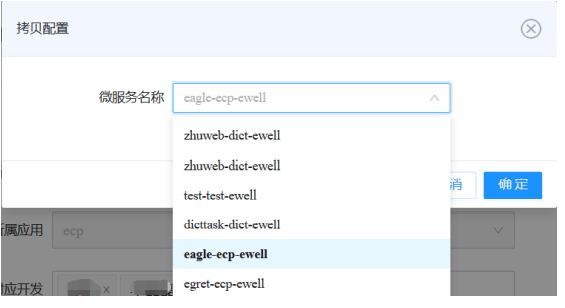 拷贝配置
微服务名称 eagle-ecp-ewell
zhuweb-dict-ewell
zhuweb-dict-ewell
test-test-ewell
dicttask-dict-ewell
消 确定
eagle-ecp-ewell
所属应用 ecp
egret-ecp-ewell
对应开发 x